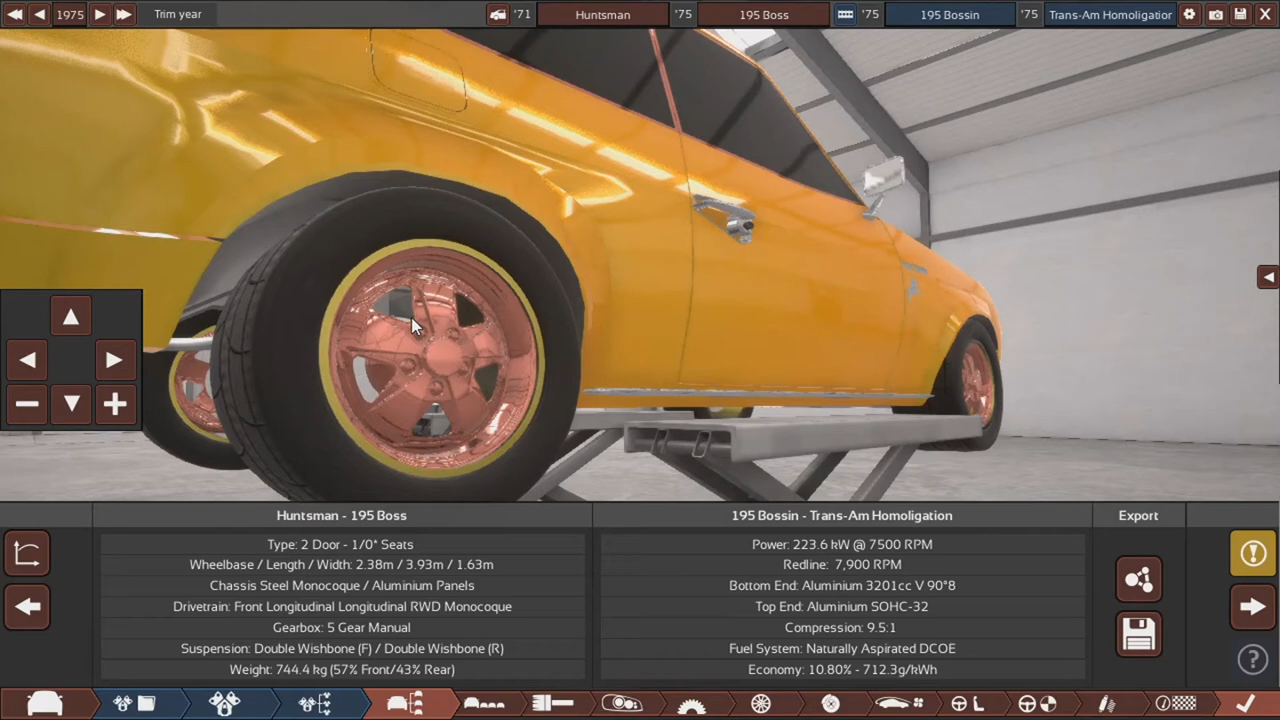 1975 Trim year '71 Huntsman '75 195 Boss '75 195 Bossin '75 Trans-Am Homoligation
Huntsman - 195 Boss
Type: 2 Door - 1/0* Seats
Wheelbase / Length / Width: 2.38m / 3.93m / 1.63m
Chassis Steel Monocoque / Aluminium Panels
Drivetrain: Front Longitudinal Longitudinal RWD Monocoque
Gearbox: 5 Gear Manual
Suspension: Double Wishbone (F) / Double Wishbone (R)
Weight: 744.4 kg (57% Front/43% Rear)
195 Bossin - Trans-Am Homoligation
Power: 223.6 kW @ 7500 RPM
Redline: 7,900 RPM
Bottom End: Aluminium 3201cc V 90°8
Top End: Aluminium SOHC-32
Compression: 9.5:1
Fuel System: Naturally Aspirated DCOE
Economy: 10.80% - 712.3g/kWh
Export